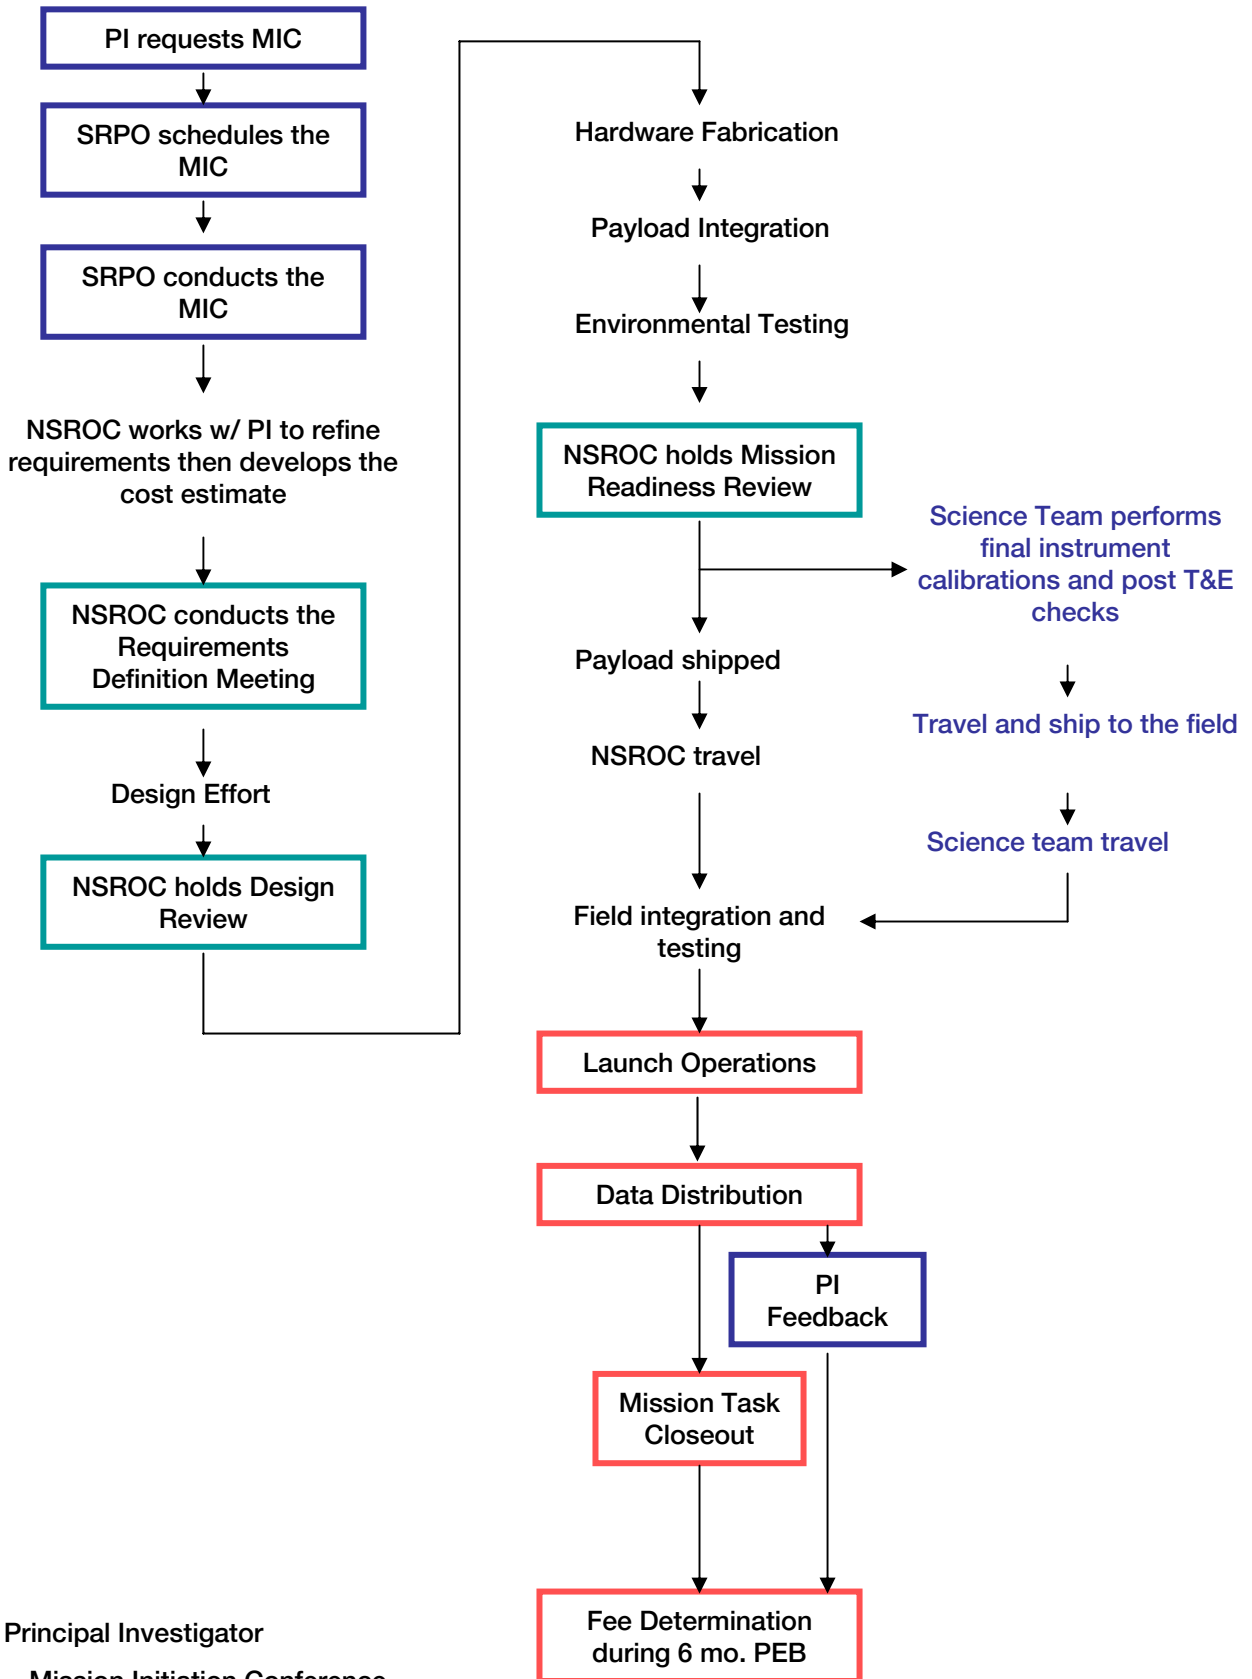 PI requests MIC
SRPO schedules the
MIC
SRPO conducts the
MIC
NSROC works w/ PI to refine
requirements then develops the
cost estimate
NSROC conducts the
Requirements
Definition Meeting
Design Effort
NSROC holds Design
Review
Hardware Fabrication
Payload Integration
Environmental Testing
NSROC holds Mission
Readiness Review
Science Team performs
final instrument
calibrations and post T&E
checks
Payload shipped
Travel and ship to the field
NSROC travel
Science team travel
Field integration and
testing
Launch Operations
Data Distribution
PI
Feedback
Mission Task
Closeout
Fee Determination
during 6 mo. PEB
Principal Investigator
Mission Initiation Conference